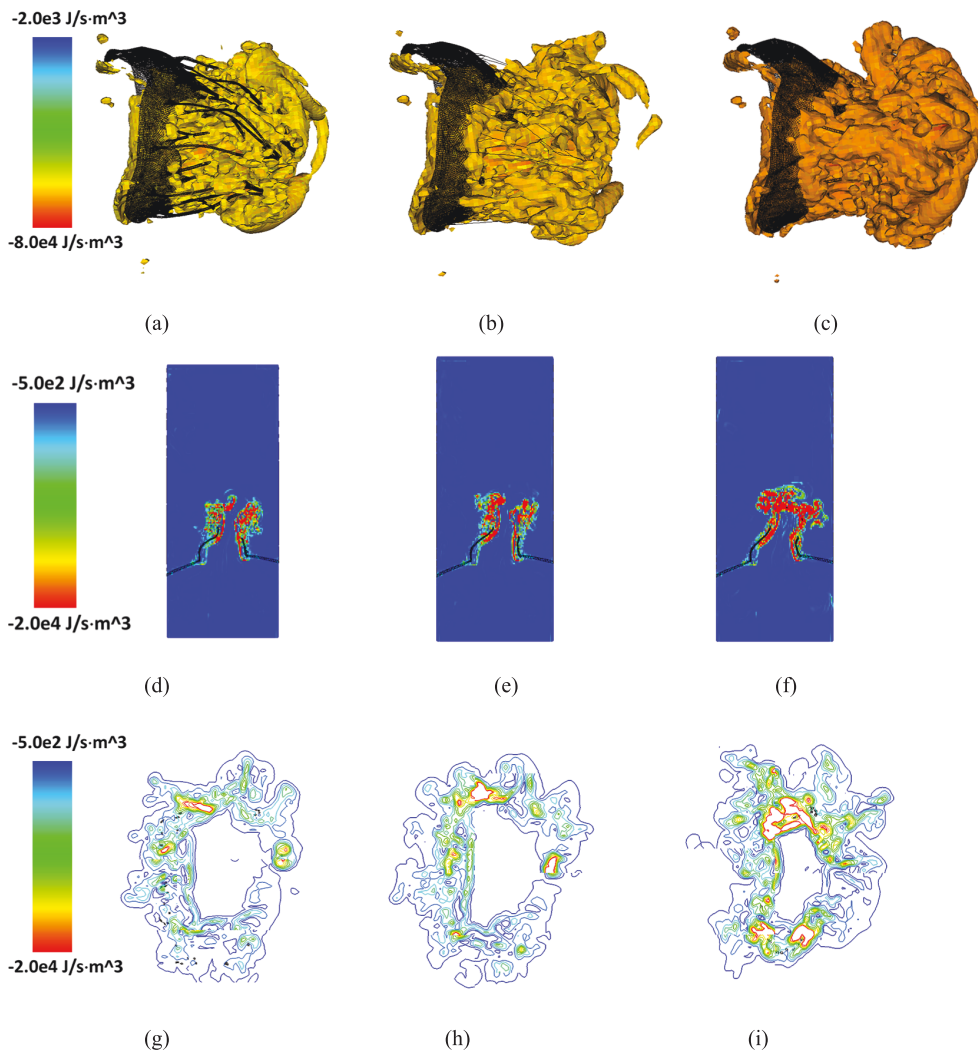 -2.0e3 J/s·m^3
-8.0e4 J/s·m^3
(a)
(b)
(c)
-5.0e2 J/s·m^3
-2.0e4 J/s·m^3
(d)
(e)
(f)
-5.0e2 J/s·m^3
-2.0e4 J/s·m^3
(g)
(h)
(i)